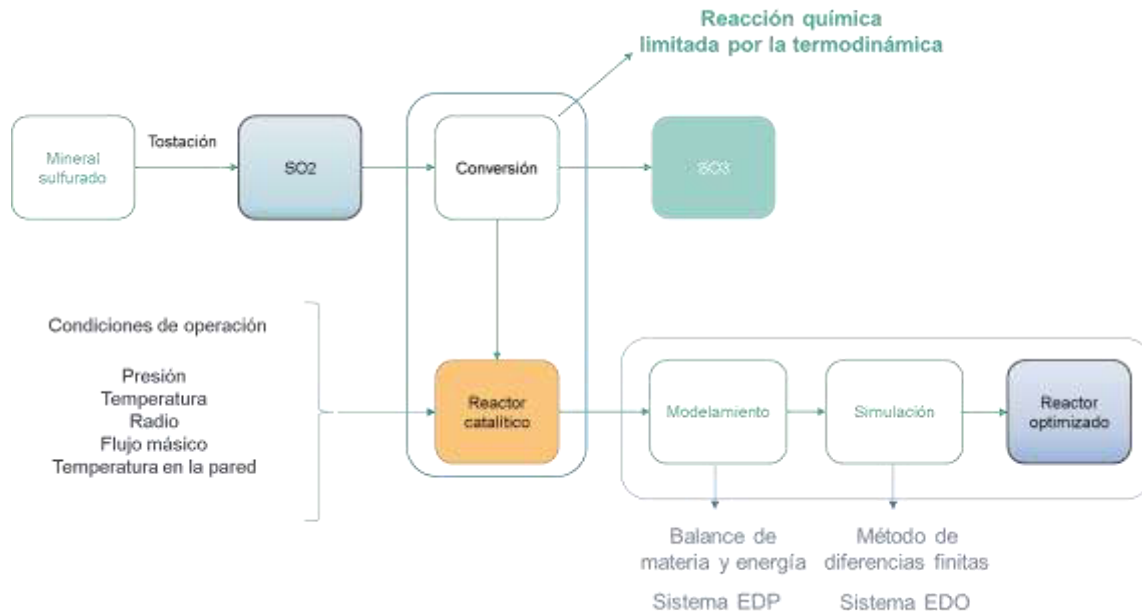 Reacción química
limitada por la termodinámica
Mineral
sulfurado
Tostación
SO2
Conversión
SO3
Condiciones de operación
Presión
Temperatura
Radio
Flujo másico
Temperatura en la pared
Reactor
catalítico
Modelamiento
Simulación
Reactor
optimizado
Balance de
materia y energía
Sistema EDP
Método de
diferencias finitas
Sistema EDO